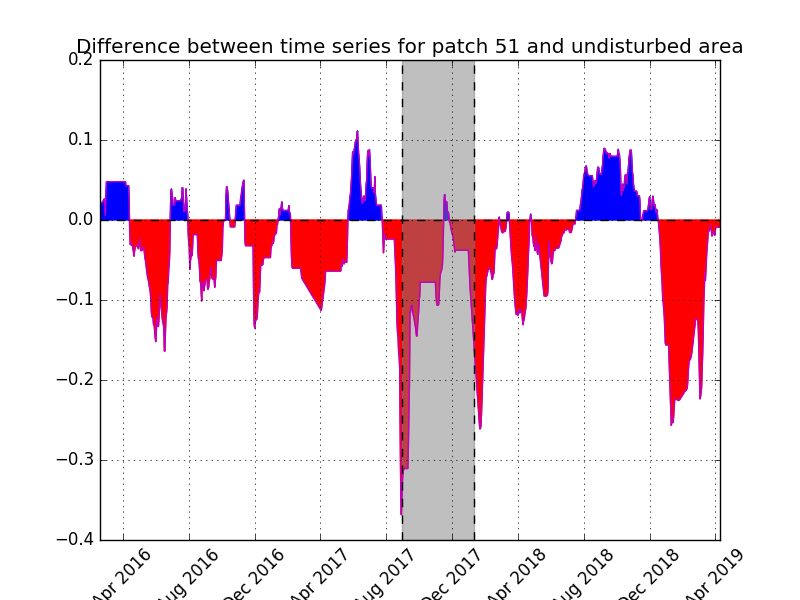 Difference between time series for patch 51 and undisturbed area
0.2
0.1
0.0
−0.1
−0.2
−0.3
−0.4
Apr 2016
Aug 2016
Dec 2016
Apr 2017
Aug 2017
Dec 2017
Apr 2018
Aug 2018
Dec 2018
Apr 2019